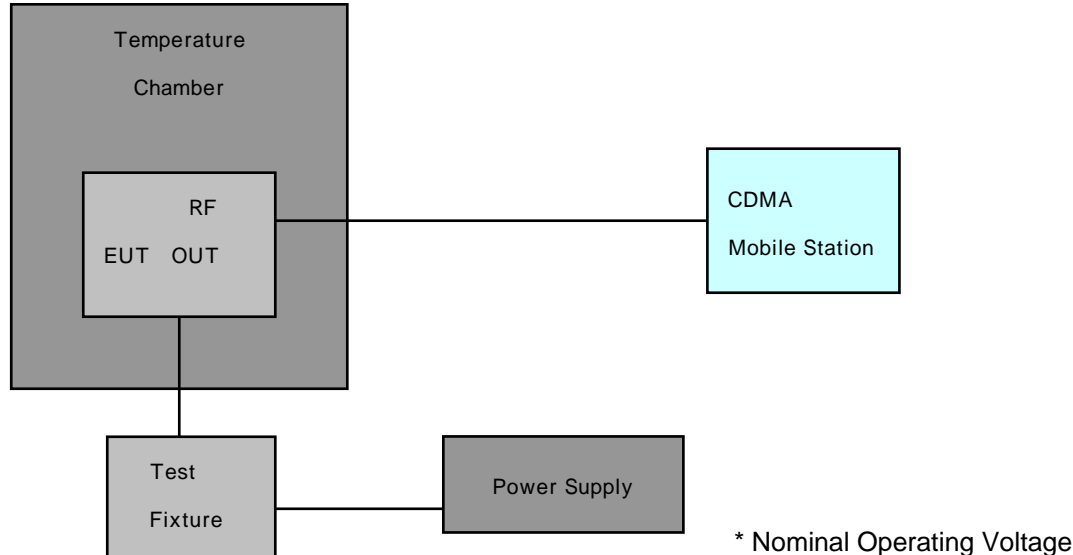 Temperature
Chamber
RF
EUT OUT
CDMA
Mobile Station
Test
Fixture
Power Supply
* Nominal Operating Voltage